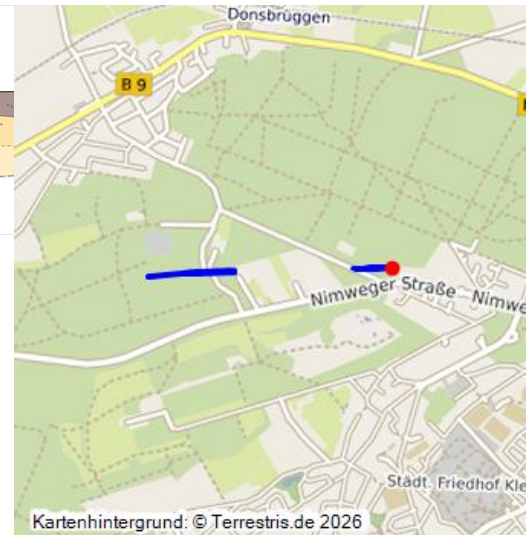 Donsbrüggen
B 9
Nimweger Straße
Nimwe
Städt. Friedhof Kle
Kartenhintergrund: © Terrestris.de 2026